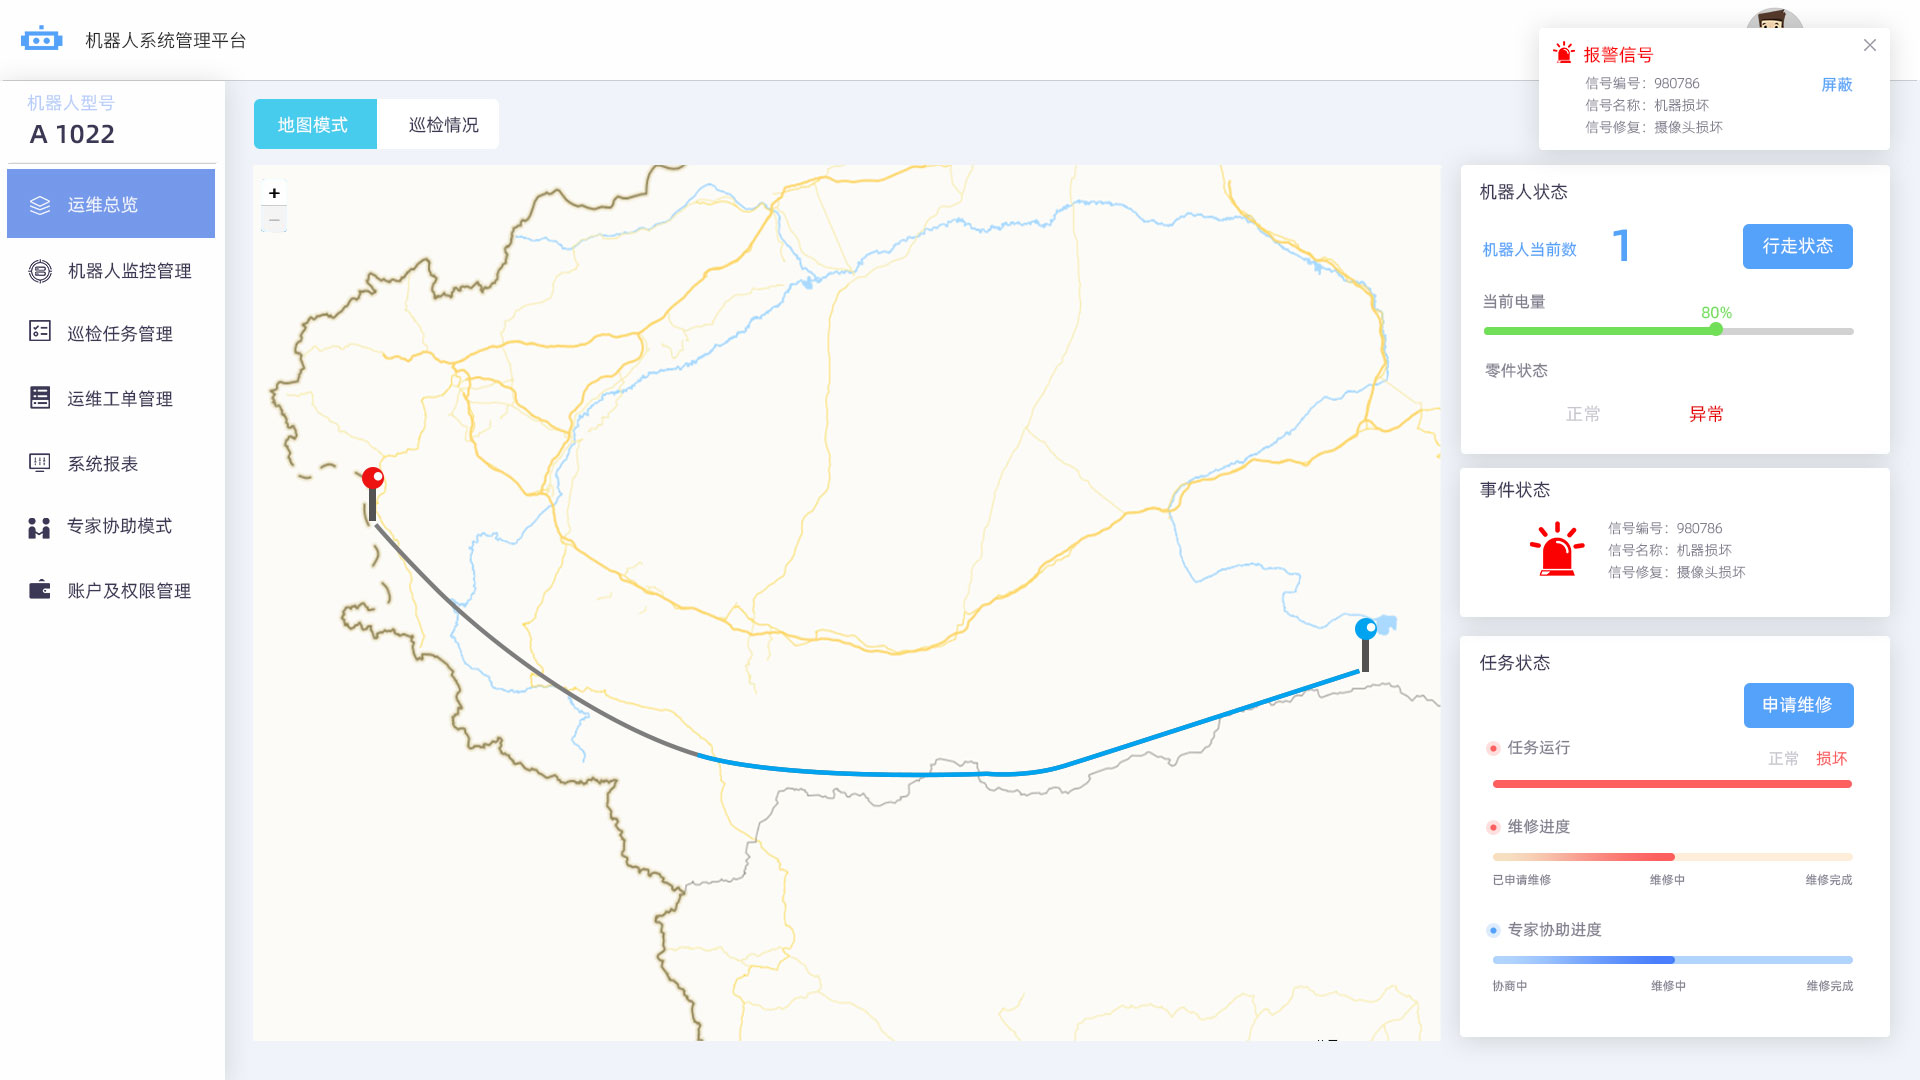 机器人系统管理平台
报警信号
信号编号：980786
屏蔽
信号名称：机器损坏
信号修复：摄像头损坏
机器人型号
A 1022
运维总览
机器人监控管理
巡检任务管理
运维工单管理
系统报表
专家协助模式
账户及权限管理
地图模式
巡检情况
+
−
机器人状态
机器人当前数 1
行走状态
当前电量
80%
零件状态
正常 异常
事件状态
信号编号：980786
信号名称：机器损坏
信号修复：摄像头损坏
任务状态
申请维修
任务运行
正常 损坏
维修进度
已申请维修 维修中 维修完成
专家协助进度
协商中 维修中 维修完成